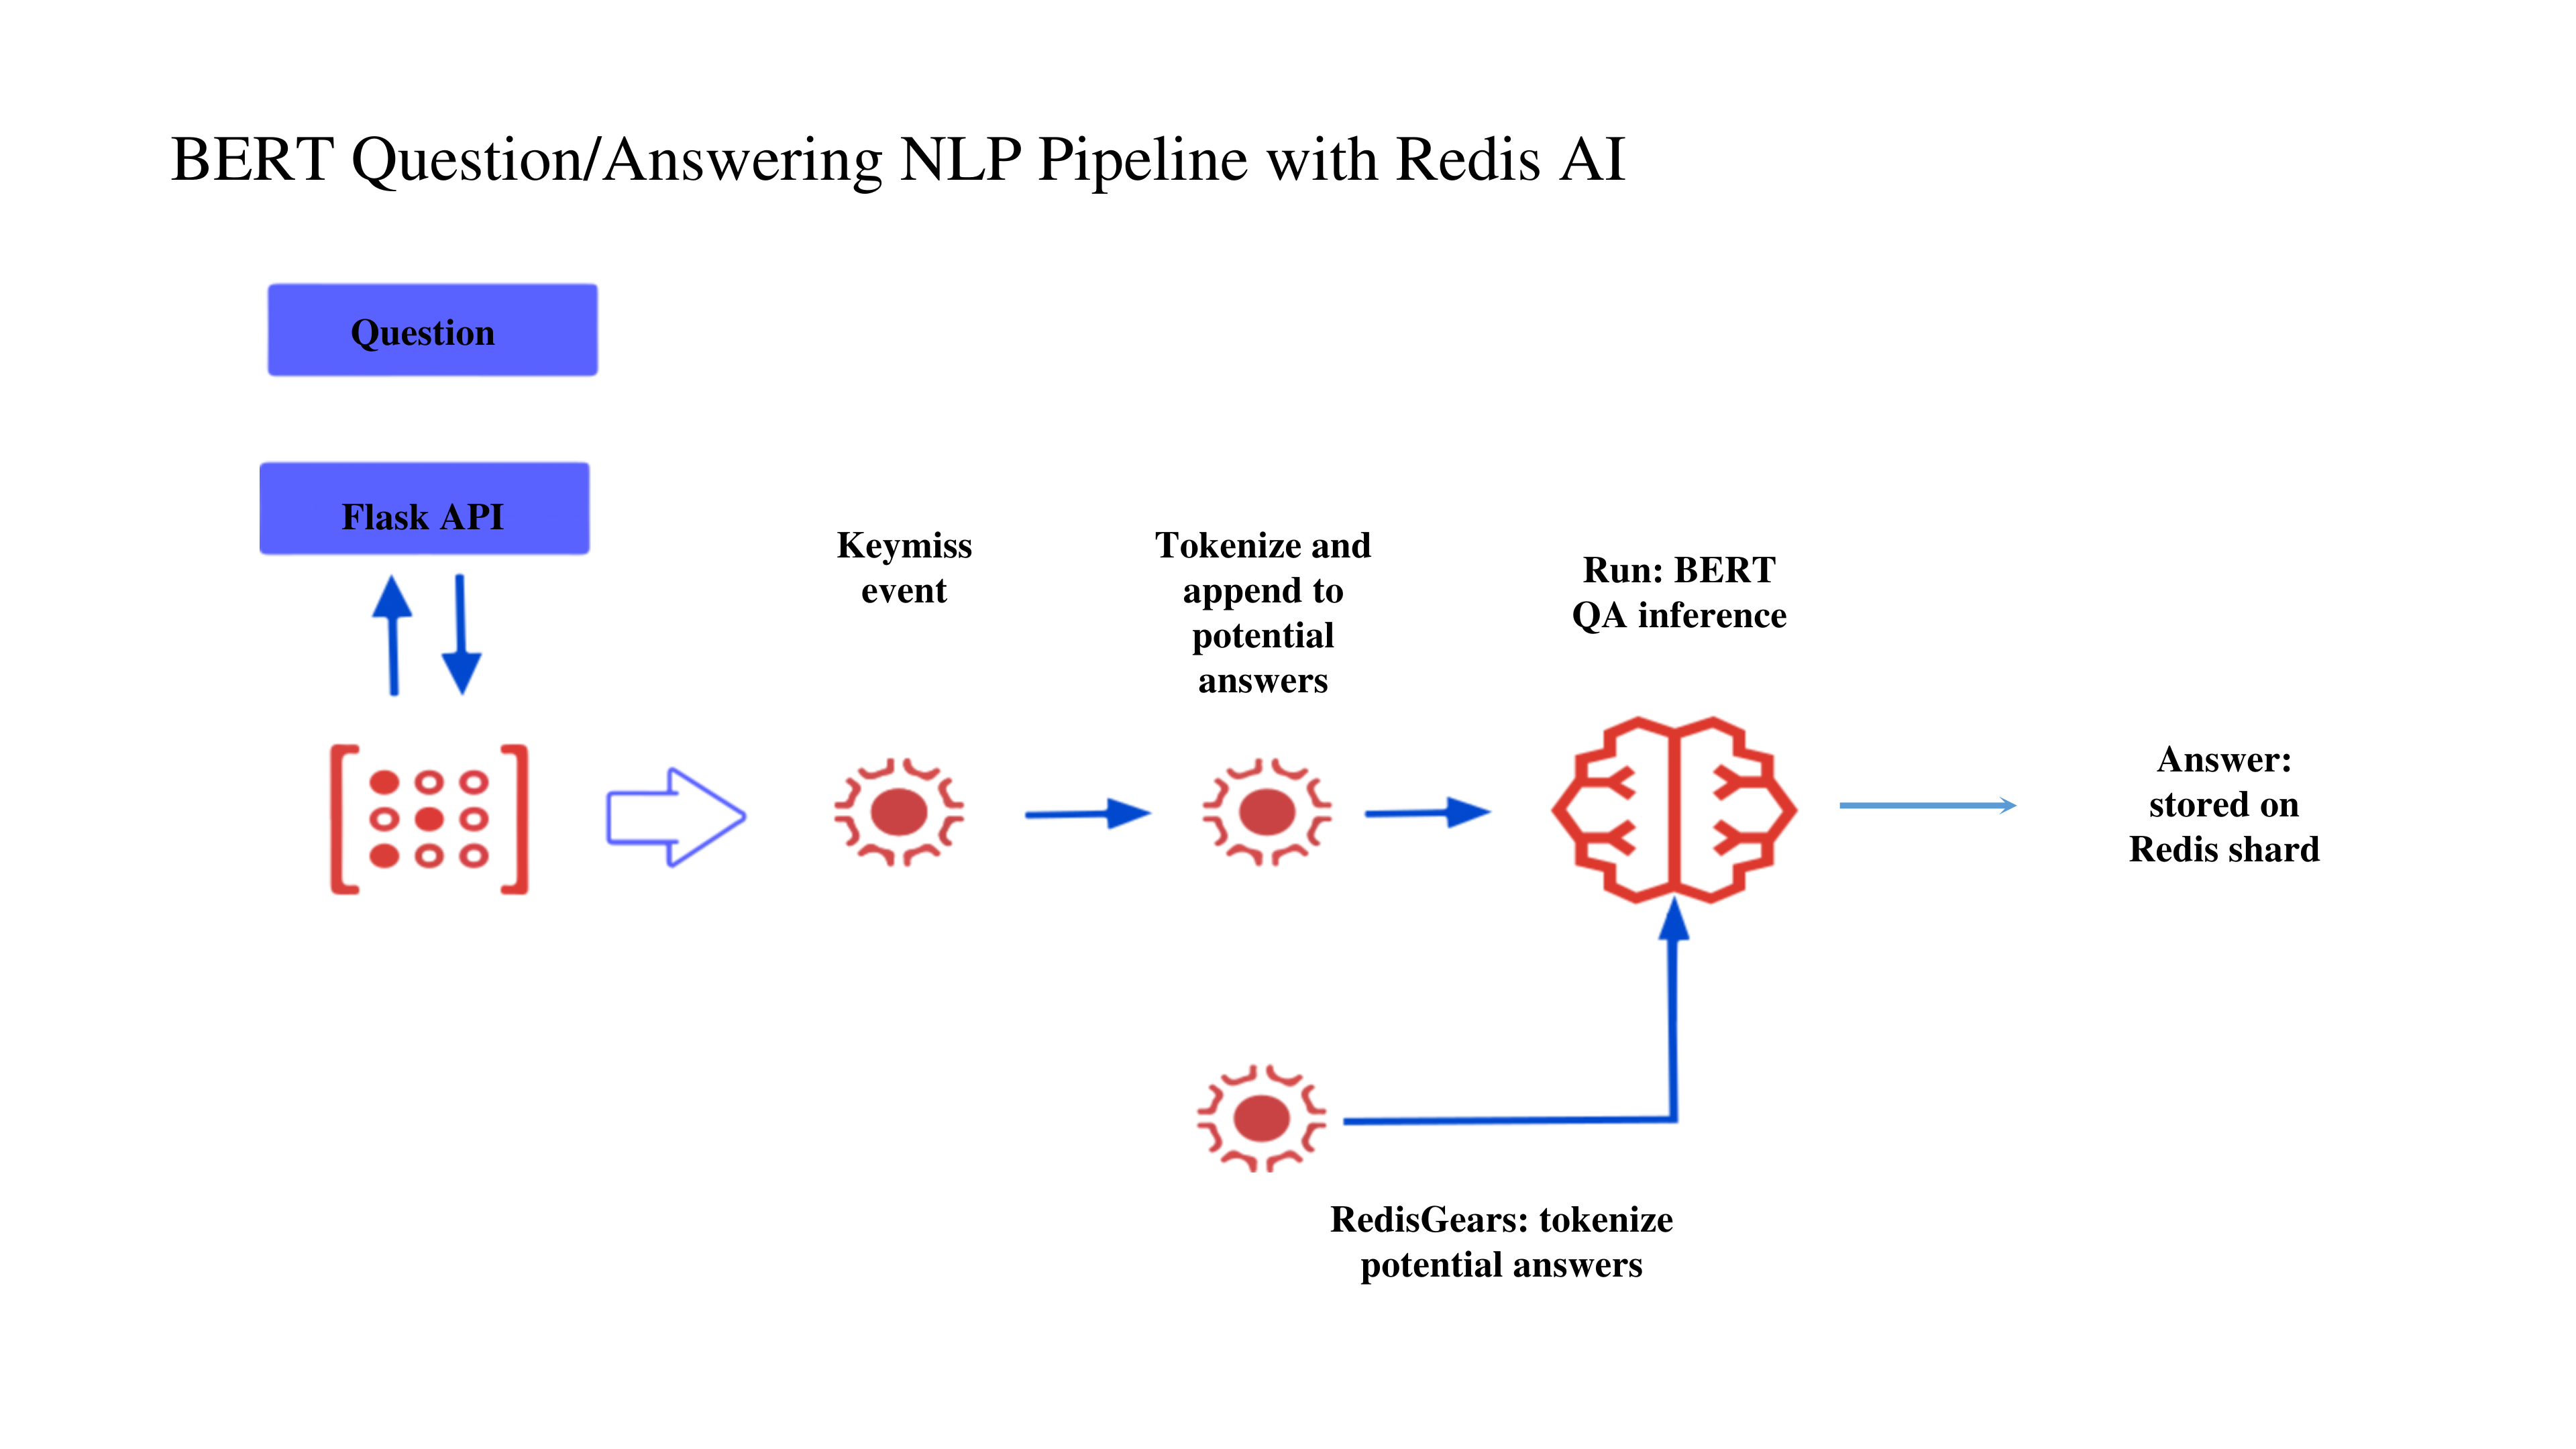 BERT Question/Answering NLP Pipeline with Redis AI
Question
Flask API
Keymiss
event
Tokenize and
append to
potential
answers
Run: BERT
QA inference
Answer:
stored on
Redis shard
RedisGears: tokenize
potential answers